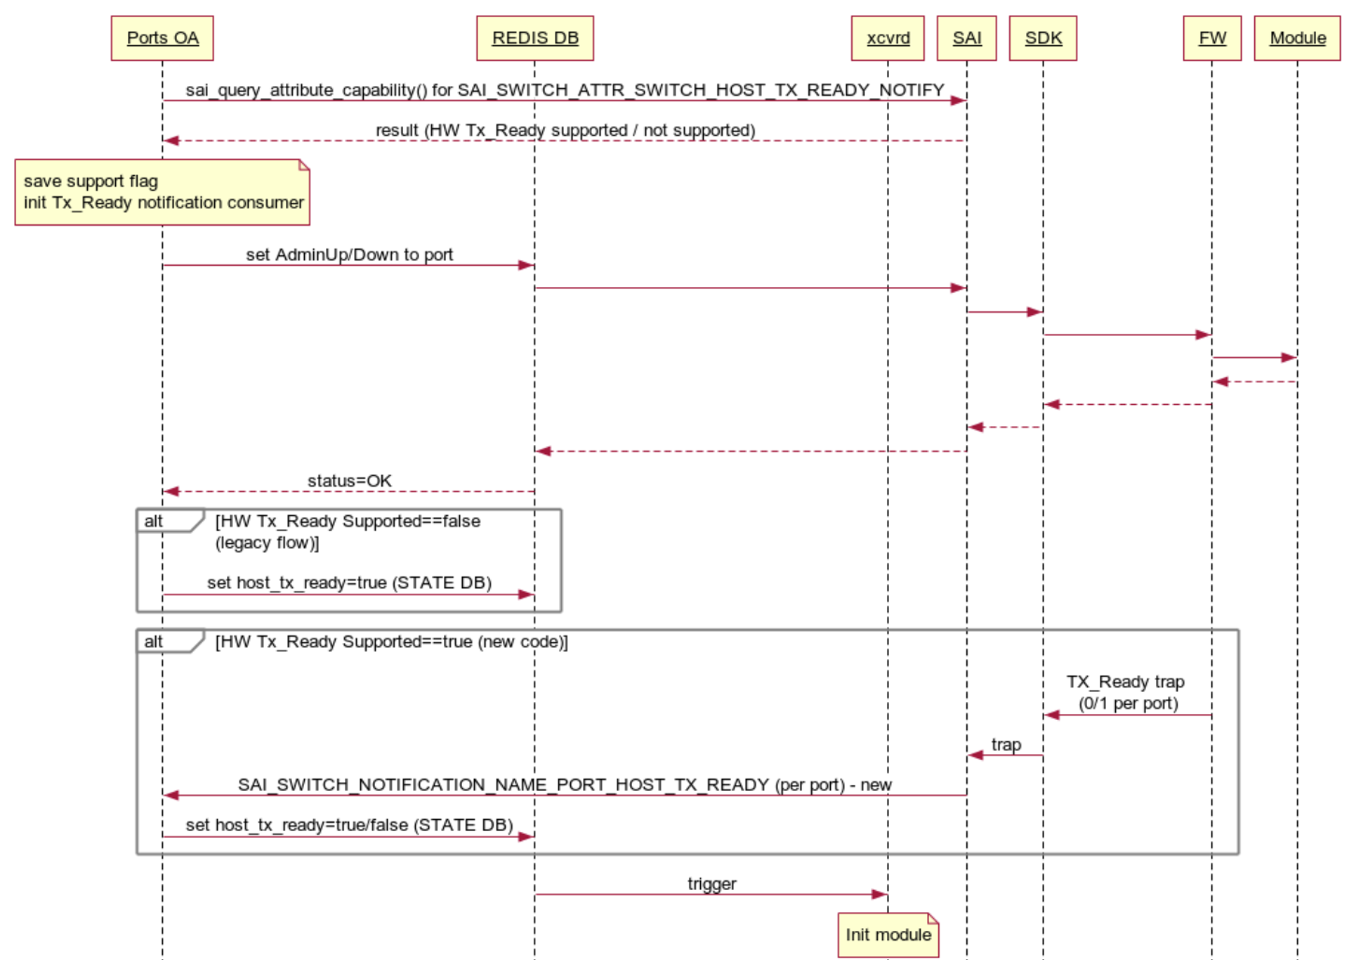 Ports OA
REDIS DB
xcvrd
SAI
SDK
FW
Module
sai_query_attribute_capability() for SAI_SWITCH_ATTR_SWITCH_HOST_TX_READY_NOTIFY
result (HW Tx_Ready supported / not supported)
save support flag
init Tx_Ready notification consumer
set AdminUp/Down to port
status=OK
alt
[HW Tx_Ready Supported==false
(legacy flow)]
set host_tx_ready=true (STATE DB)
alt
[HW Tx_Ready Supported==true (new code)]
TX_Ready trap
(0/1 per port)
trap
SAI_SWITCH_NOTIFICATION_NAME_PORT_HOST_TX_READY (per port) - new
set host_tx_ready=true/false (STATE DB)
trigger
Init module